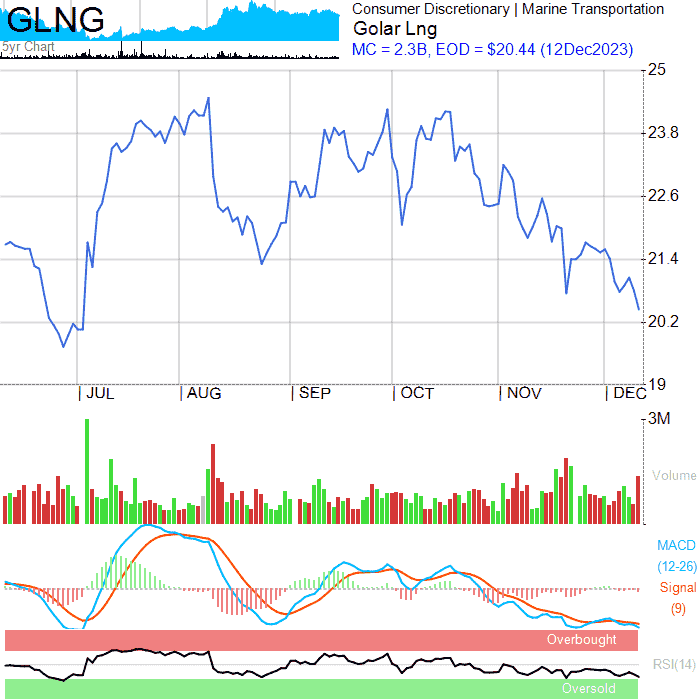 GLNG
5yr Chart
Consumer Discretionary | Marine Transportation
Golar Lng
MC = 2.3B, EOD = $20.44 (12Dec2023)
25
23.8
22.6
21.4
20.2
19
| JUL | AUG | SEP | OCT | NOV | DEC
3M
Volume
MACD
(12-26)
Signal
(9)
Overbought
RSI(14)
Oversold